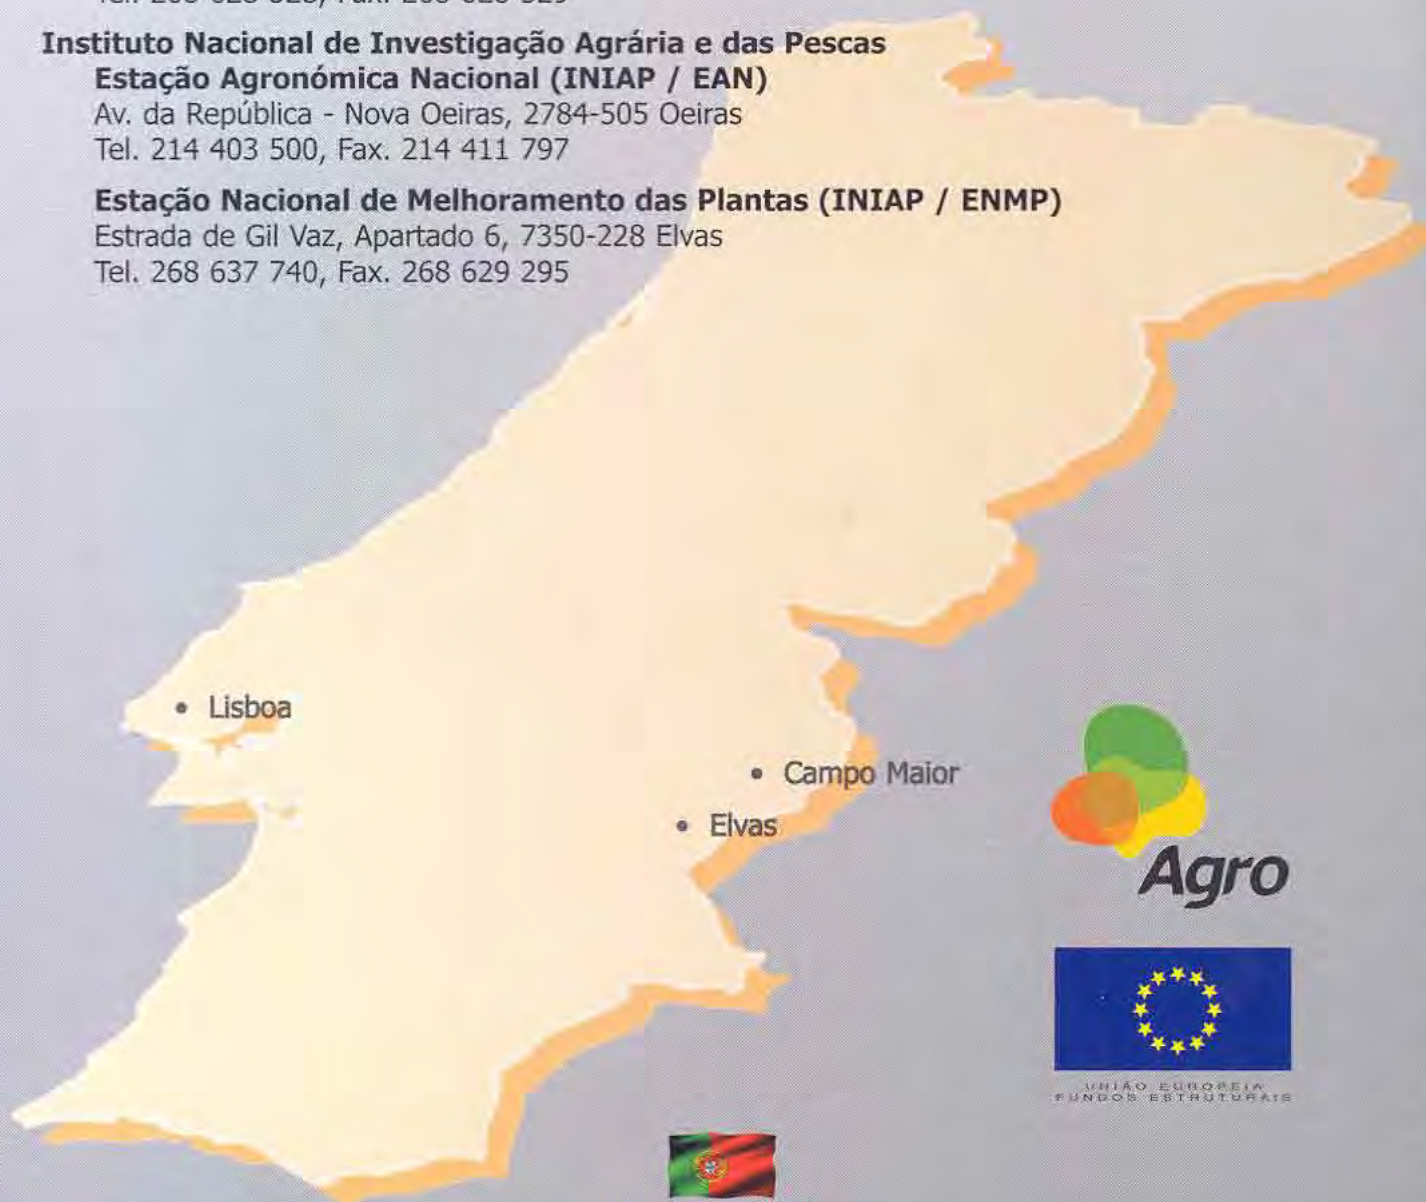 Instituto Nacional de Investigação Agrária e das Pescas
Estação Agronómica Nacional (INIAP / EAN)
Av. da República - Nova Oeiras, 2784-505 Oeiras
Tel. 214 403 500, Fax. 214 411 797
Estação Nacional de Melhoramento das Plantas (INIAP / ENMP)
Estrada de Gil Vaz, Apartado 6, 7350-228 Elvas
Tel. 268 637 740, Fax. 268 629 295
• Lisboa
• Campo Maior
• Elvas
Agro
UNIÃO EUROPEIA
FUNDOS ESTRUTURAIS